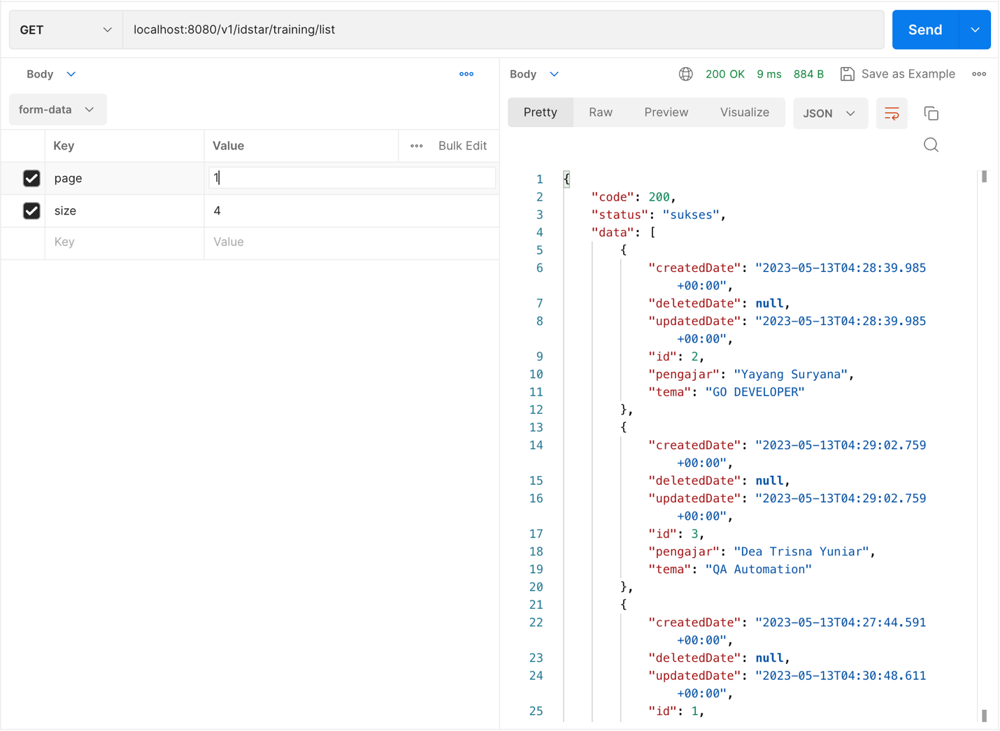 GET localhost:8080/v1/idstar/training/list Send
Body
form-data
Key Value Bulk Edit
page 1
size 4
Key Value
Body 200 OK 9 ms 884 B Save as Example
Pretty Raw Preview Visualize JSON
1 {
2 "code": 200,
3 "status": "sukses",
4 "data": [
5 {
6 "createdDate": "2023-05-13T04:28:39.985
+00:00",
7 "deletedDate": null,
8 "updatedDate": "2023-05-13T04:28:39.985
+00:00",
9 "id": 2,
10 "pengajar": "Yayang Suryana",
11 "tema": "GO DEVELOPER"
12 },
13 {
14 "createdDate": "2023-05-13T04:29:02.759
+00:00",
15 "deletedDate": null,
16 "updatedDate": "2023-05-13T04:29:02.759
+00:00",
17 "id": 3,
18 "pengajar": "Dea Trisna Yuniar",
19 "tema": "QA Automation"
20 },
21 {
22 "createdDate": "2023-05-13T04:27:44.591
+00:00",
23 "deletedDate": null,
24 "updatedDate": "2023-05-13T04:30:48.611
+00:00",
25 "id": 1,